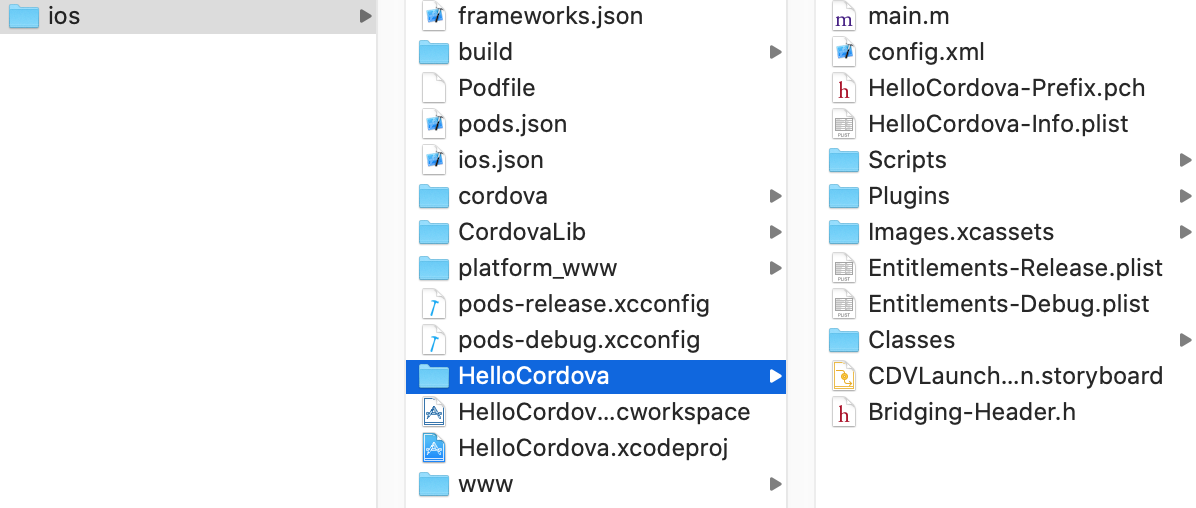 ios
frameworks.json
build
Podfile
pods.json
ios.json
cordova
CordovaLib
platform_www
pods-release.xcconfig
pods-debug.xcconfig
HelloCordova
HelloCordov...cworkspace
HelloCordova.xcodeproj
www
main.m
config.xml
HelloCordova-Prefix.pch
HelloCordova-Info.plist
Scripts
Plugins
Images.xcassets
Entitlements-Release.plist
Entitlements-Debug.plist
Classes
CDVLaunch...n.storyboard
Bridging-Header.h